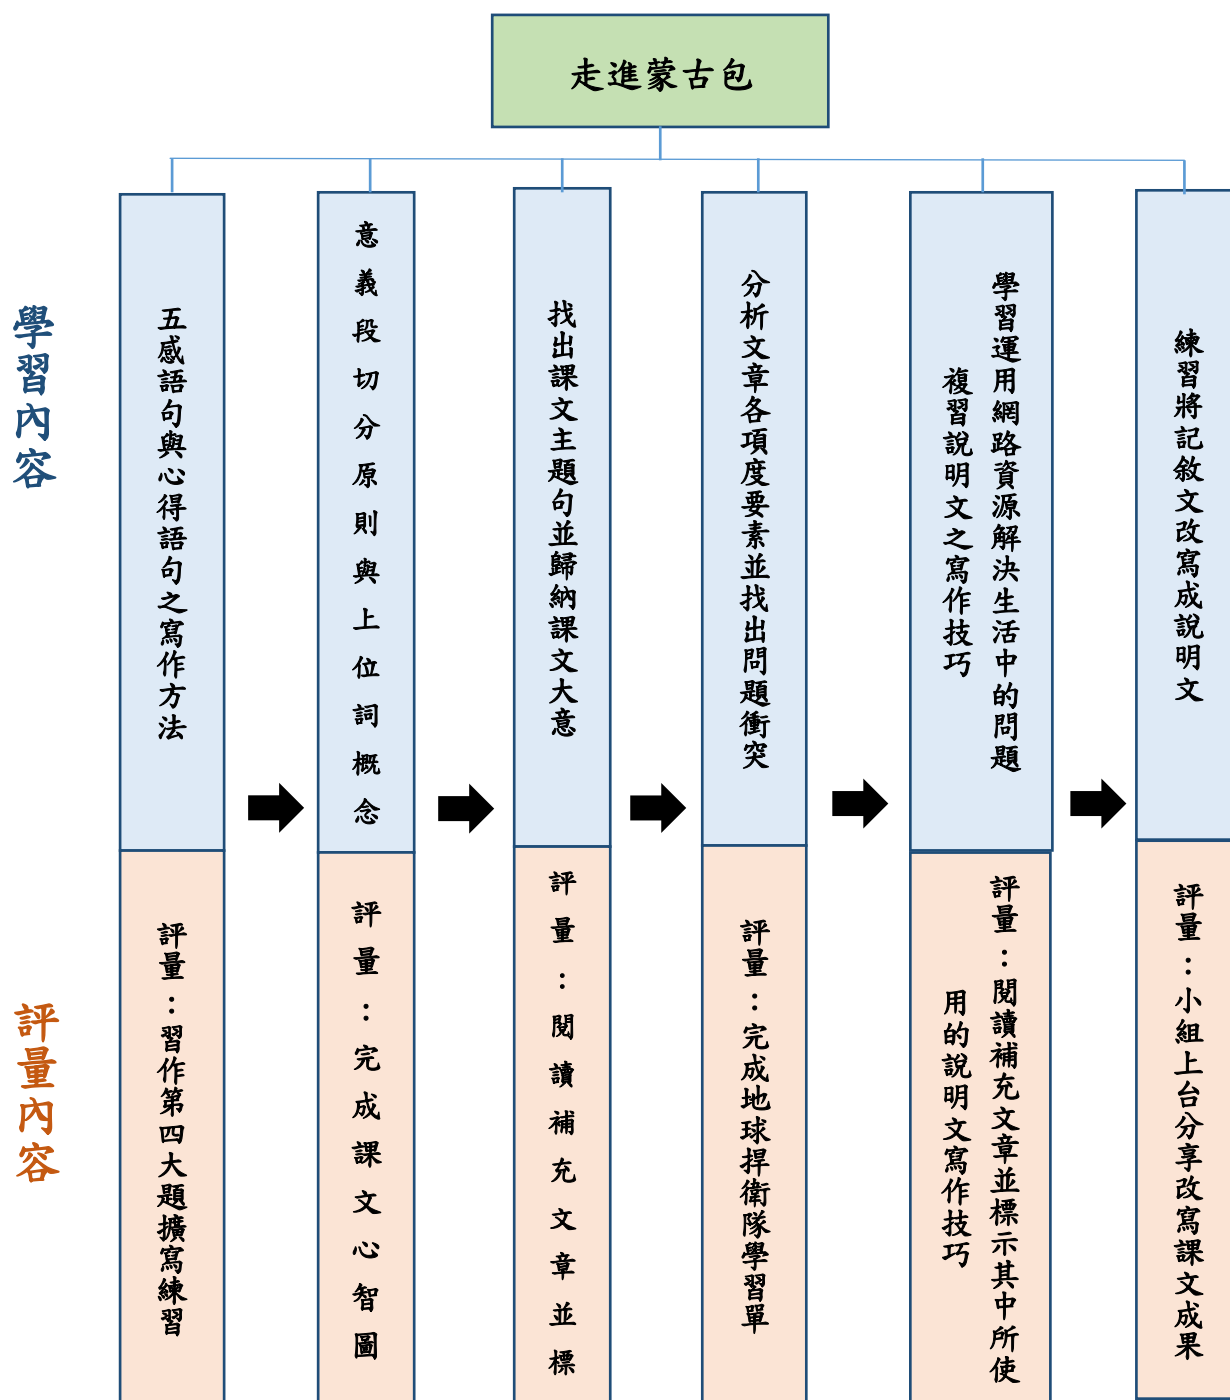 走進蒙古包
學習內容
五感語句與心得語句之寫作方法
意義段切分原則與上位詞概念
找出課文主題句並歸納課文大意
分析文章各項度要素並找出問題衝突
學習運用網路資源解決生活中的問題
複習說明文之寫作技巧
練習將記敘文改寫成說明文
評量內容
評量：習作第四大題擴寫練習
評量：完成課文心智圖
評量：閱讀補充文章並標
評量：完成地球捍衛隊學習單
評量：閱讀補充文章並標示其中所使
用的說明文寫作技巧
評量：小組上台分享改寫課文成果